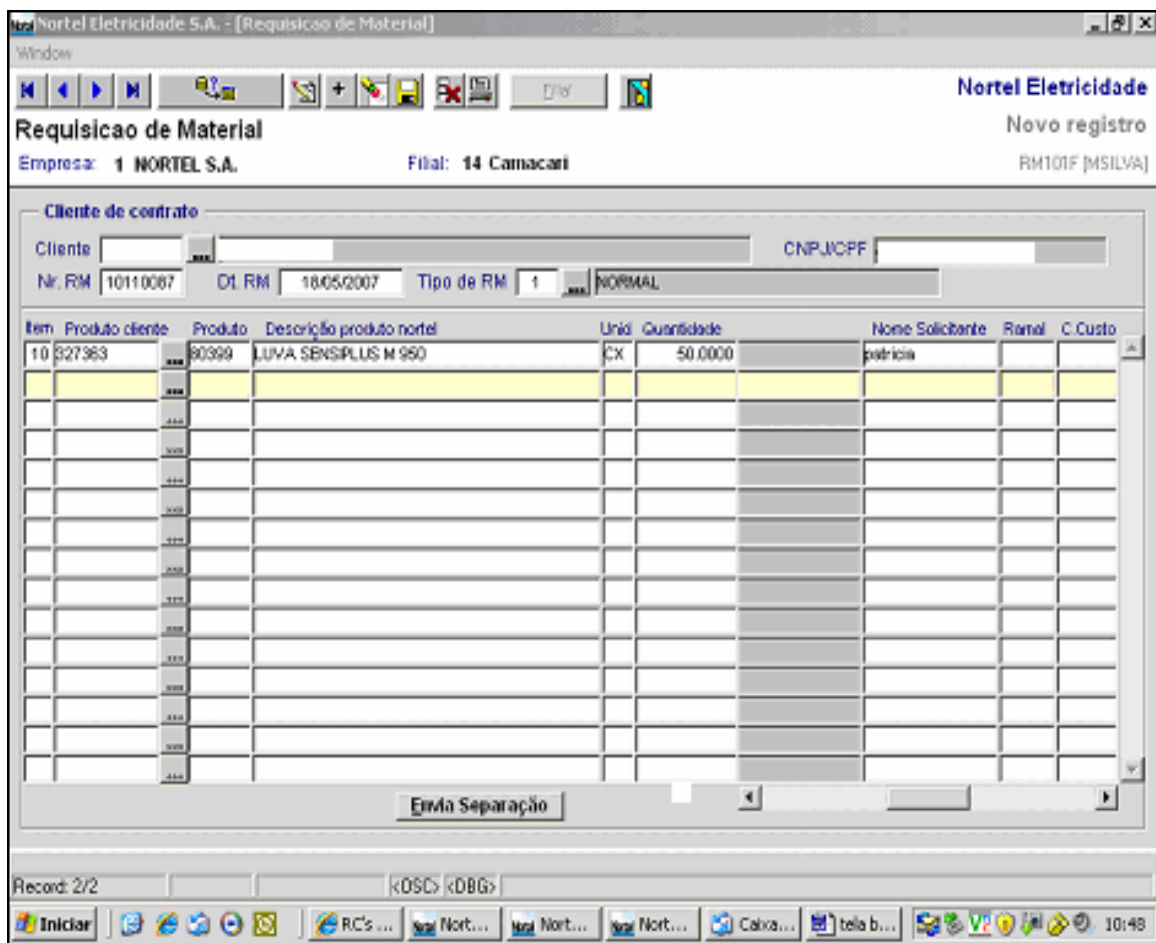 Nortel Nortel Eletricidade S.A. - [Requisicao de Material]
Window
Nortel Eletricidade
Requisicao de Material
Novo registro
Empresa: 1 NORTEL S.A. Filial: 14 Camacari RM101F [MSILVA]
Cliente de contrato
Cliente ... CNPJ/CPF
Nr. RM 10110087 Dt. RM 18/05/2007 Tipo de RM 1 ... NORMAL
Item Produto cliente Produto Descrição produto nortel Unid Quantidade Nome Solicitante Ramal C.Custo
10 327363 ... 80399 LUVA SENSIPLUS M 950 CX 50.0000 patricia
Envia Separação
Record: 2/2 <OSC> <DBG>
Iniciar RC's ... Nort... Nort... Nort... Caixa... tela b... 10:48